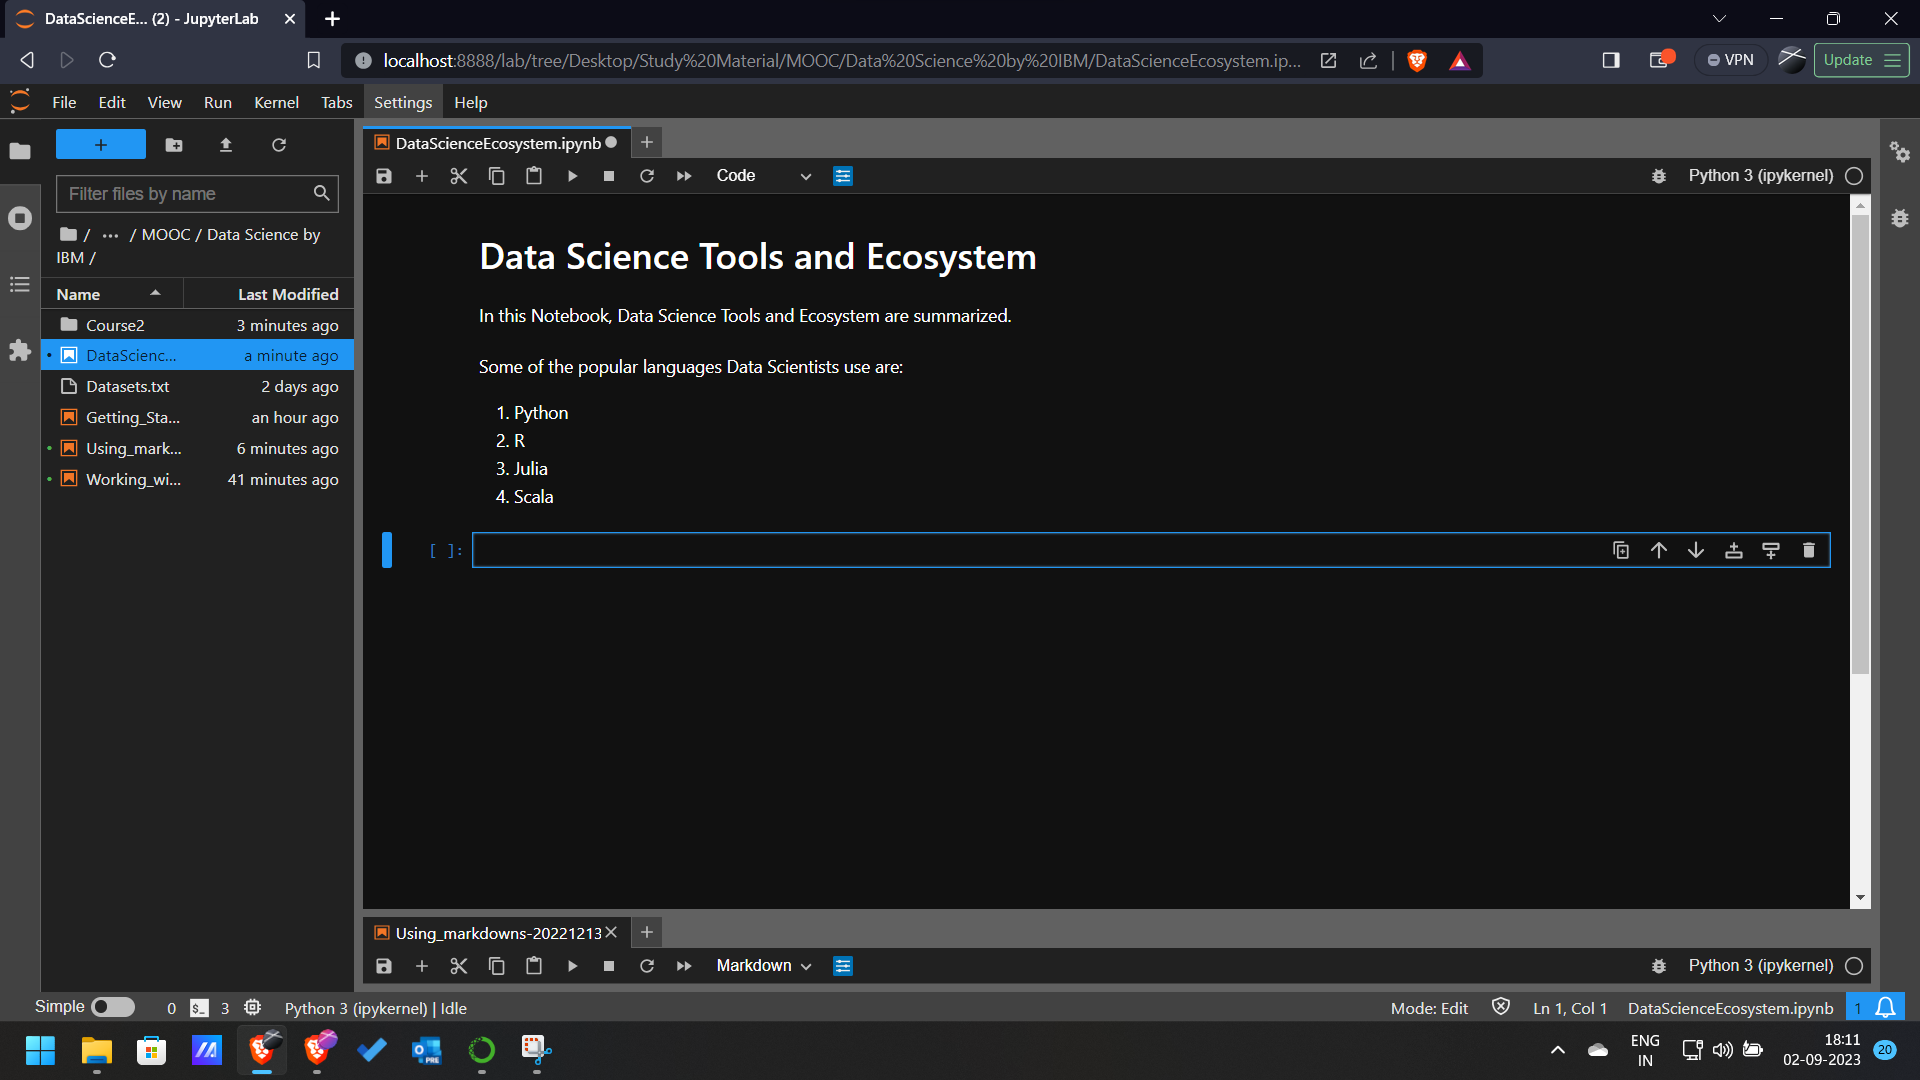 DataScienceE... (2) - JupyterLab
localhost:8888/lab/tree/Desktop/Study%20Material/MOOC/Data%20Science%20by%20IBM/DataScienceEcosystem.ip...
VPN
Update
File Edit View Run Kernel Tabs Settings Help
Filter files by name
/ ··· / MOOC / Data Science by
IBM /
Name Last Modified
Course2 3 minutes ago
DataScienc... a minute ago
Datasets.txt 2 days ago
Getting_Sta... an hour ago
Using_mark... 6 minutes ago
Working_wi... 41 minutes ago
DataScienceEcosystem.ipynb
Code
Python 3 (ipykernel)
Data Science Tools and Ecosystem
In this Notebook, Data Science Tools and Ecosystem are summarized.
Some of the popular languages Data Scientists use are:
1. Python
2. R
3. Julia
4. Scala
[ ]:
Using_markdowns-20221213
Markdown
Python 3 (ipykernel)
Simple 0 $_ 3 Python 3 (ipykernel) | Idle
Mode: Edit Ln 1, Col 1 DataScienceEcosystem.ipynb 1
PRE
ENG
IN
18:11
02-09-2023
20